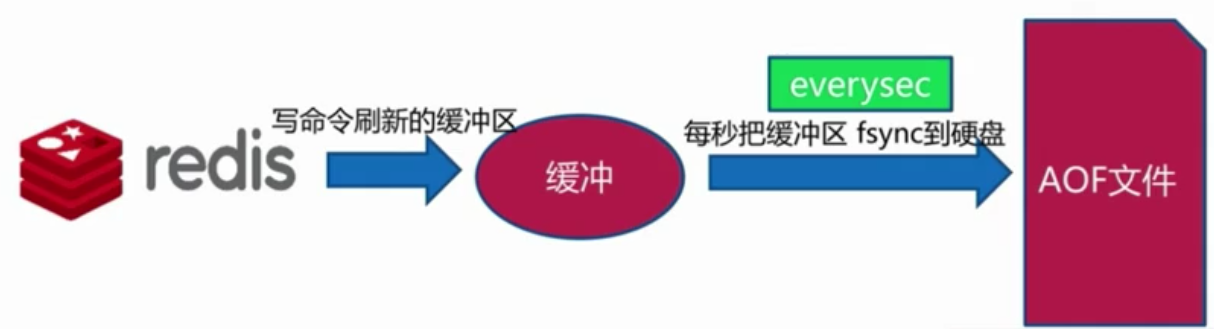 everysec
写命令刷新的缓冲区
每秒把缓冲区 fsync到硬盘
redis
缓冲
AOF文件